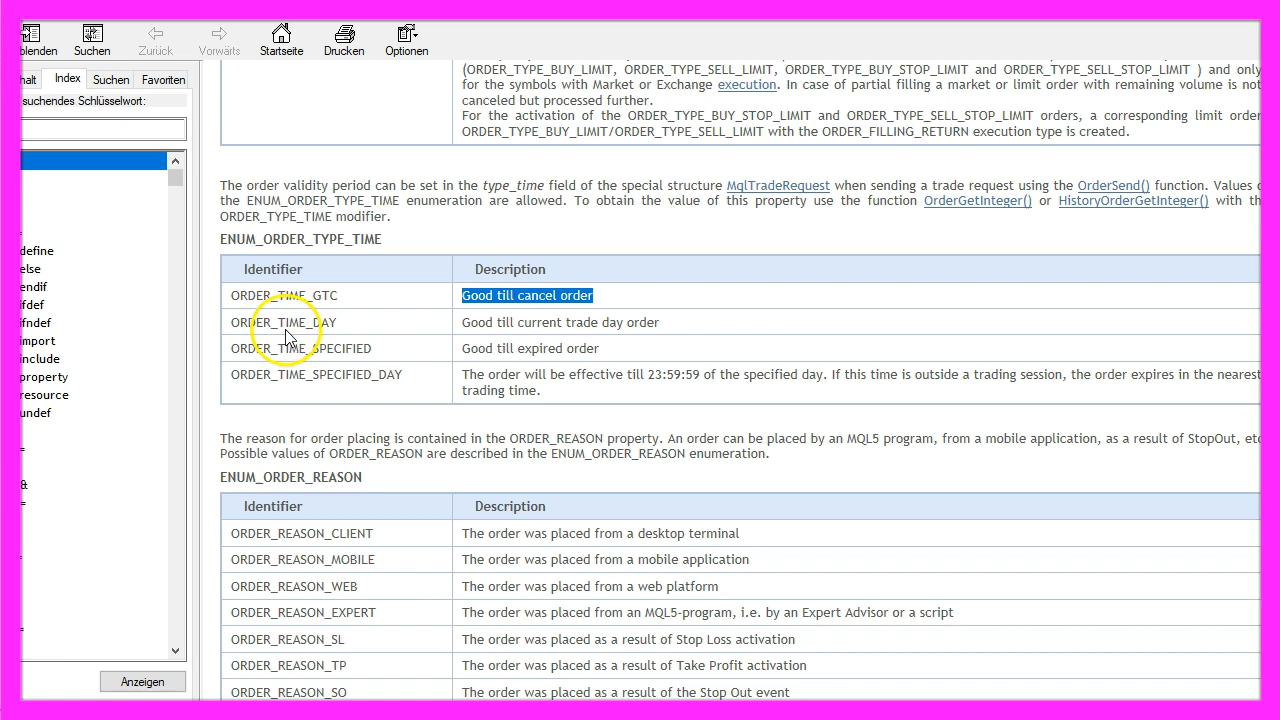 blenden Suchen Zurück Vorwärts Startseite Drucken Optionen
halt Index Suchen Favoriten
suchendes Schlüsselwort:
define
else
endif
ifdef
ifndef
import
include
property
resource
undef
=
&
=
Anzeigen
(ORDER_TYPE_BUY_LIMIT, ORDER_TYPE_SELL_LIMIT, ORDER_TYPE_BUY_STOP_LIMIT and ORDER_TYPE_SELL_STOP_LIMIT ) and only
for the symbols with Market or Exchange execution. In case of partial filling a market or limit order with remaining volume is not
canceled but processed further.
For the activation of the ORDER_TYPE_BUY_STOP_LIMIT and ORDER_TYPE_SELL_STOP_LIMIT orders, a corresponding limit order
ORDER_TYPE_BUY_LIMIT/ORDER_TYPE_SELL_LIMIT with the ORDER_FILLING_RETURN execution type is created.
The order validity period can be set in the type_time field of the special structure MqlTradeRequest when sending a trade request using the OrderSend() function. Values
the ENUM_ORDER_TYPE_TIME enumeration are allowed. To obtain the value of this property use the function OrderGetInteger() or HistoryOrderGetInteger() with the
ORDER_TYPE_TIME modifier.
ENUM_ORDER_TYPE_TIME
Identifier Description
ORDER_TIME_GTC Good till cancel order
ORDER_TIME_DAY Good till current trade day order
ORDER_TIME_SPECIFIED Good till expired order
ORDER_TIME_SPECIFIED_DAY The order will be effective till 23:59:59 of the specified day. If this time is outside a trading session, the order expires in the nearest
trading time.
The reason for order placing is contained in the ORDER_REASON property. An order can be placed by an MQL5 program, from a mobile application, as a result of StopOut, etc
Possible values of ORDER_REASON are described in the ENUM_ORDER_REASON enumeration.
ENUM_ORDER_REASON
Identifier Description
ORDER_REASON_CLIENT The order was placed from a desktop terminal
ORDER_REASON_MOBILE The order was placed from a mobile application
ORDER_REASON_WEB The order was placed from a web platform
ORDER_REASON_EXPERT The order was placed from an MQL5-program, i.e. by an Expert Advisor or a script
ORDER_REASON_SL The order was placed as a result of Stop Loss activation
ORDER_REASON_TP The order was placed as a result of Take Profit activation
ORDER_REASON_SO The order was placed as a result of the Stop Out event